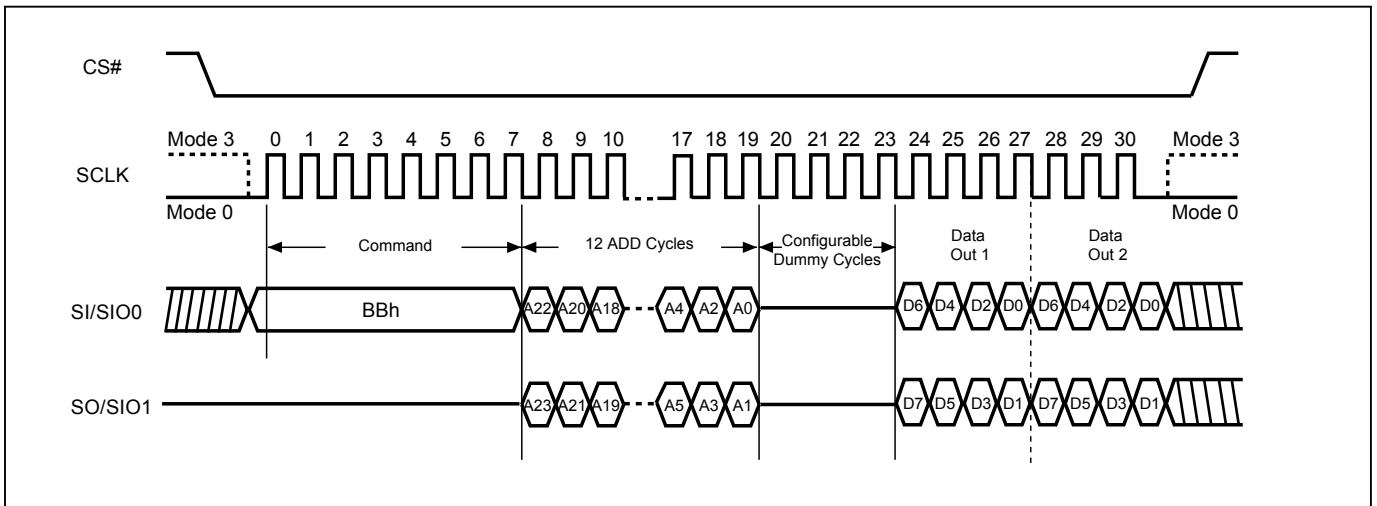 CS#
Mode 3 0 1 2 3 4 5 6 7 8 9 10 17 18 19 20 21 22 23 24 25 26 27 28 29 30 Mode 3
SCLK
Mode 0 Mode 0
Command 12 ADD Cycles Configurable Dummy Cycles Data Out 1 Data Out 2
SI/SIO0 BBh A22 A20 A18 A4 A2 A0 D6 D4 D2 D0 D6 D4 D2 D0
SO/SIO1 A23 A21 A19 A5 A3 A1 D7 D5 D3 D1 D7 D5 D3 D1